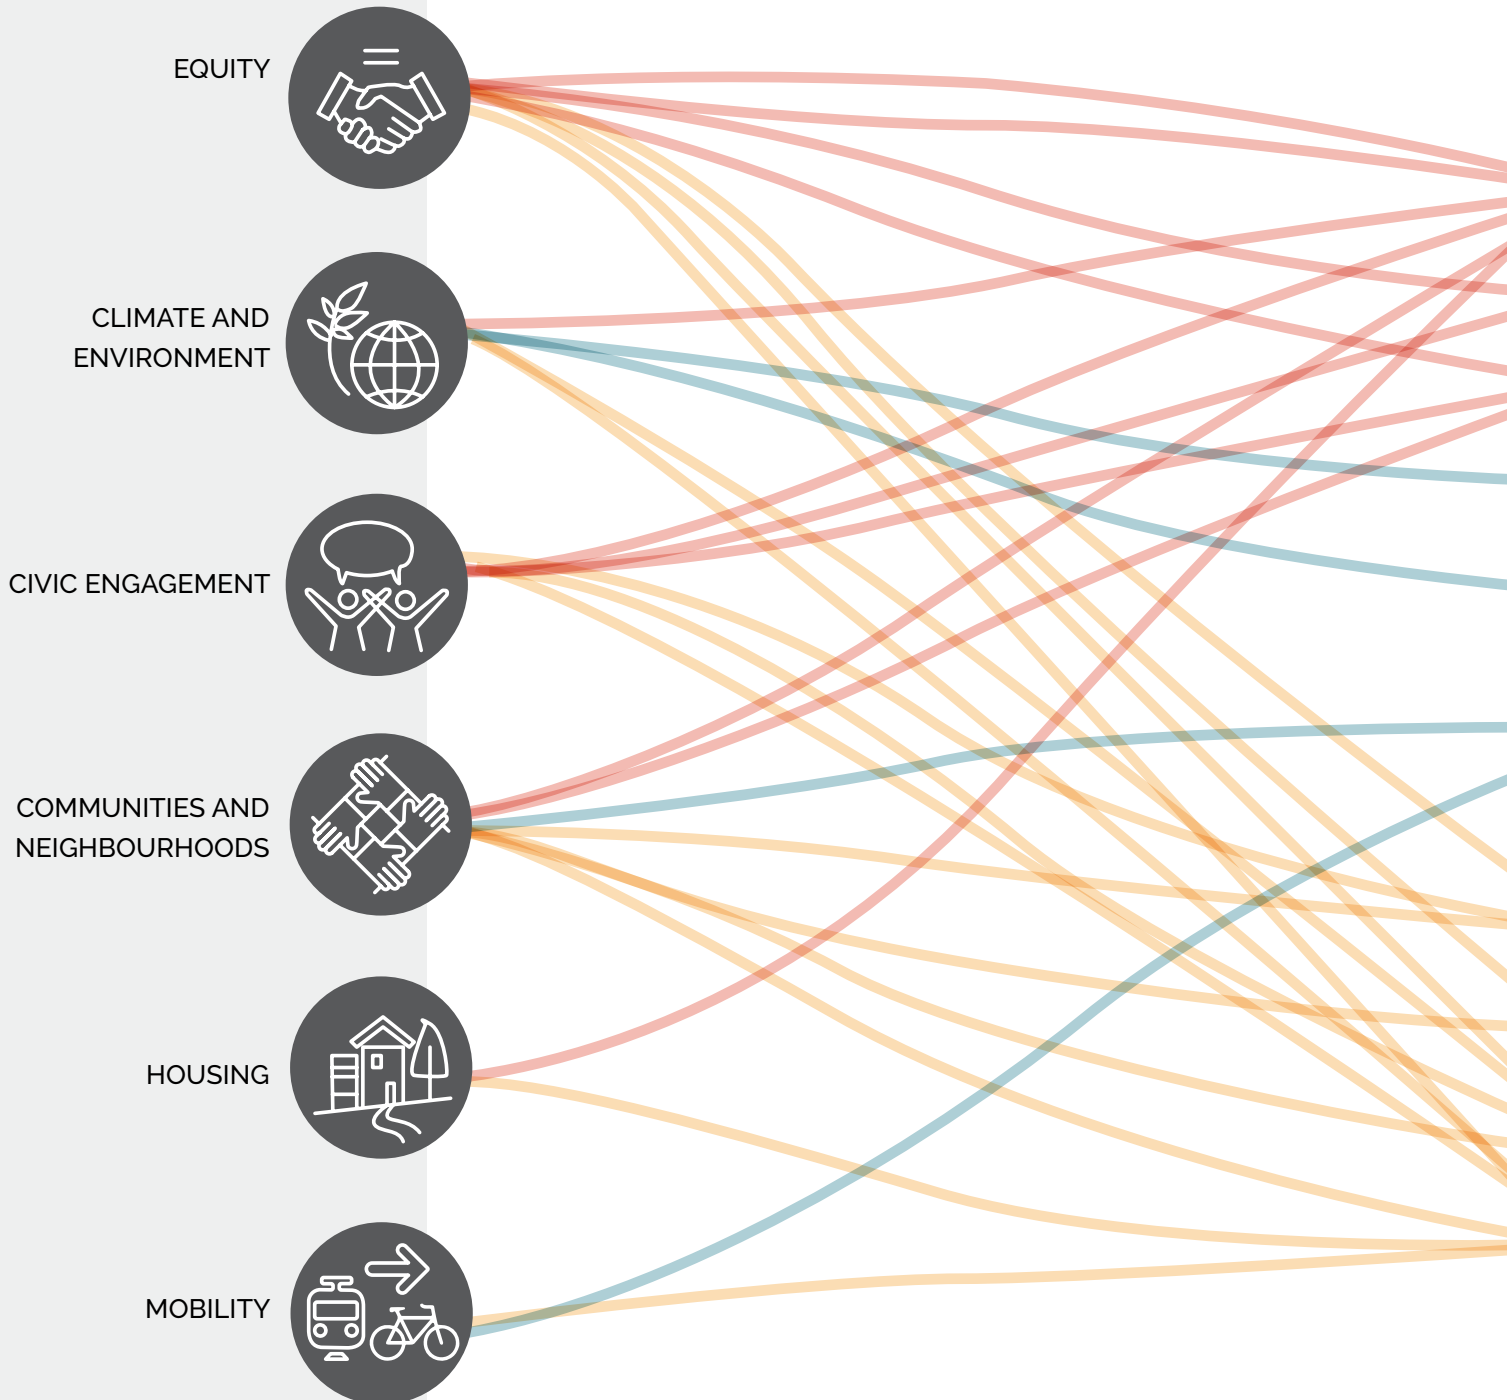 EQUITY
CLIMATE AND
ENVIRONMENT
CIVIC ENGAGEMENT
COMMUNITIES AND
NEIGHBOURHOODS
HOUSING
MOBILITY